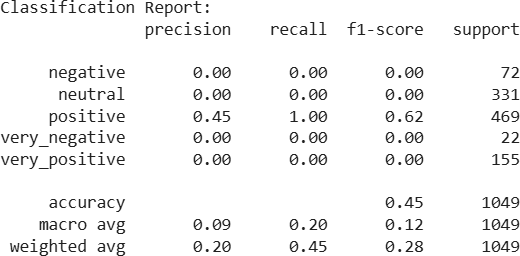 Classification Report:
precision recall f1-score support
negative 0.00 0.00 0.00 72
neutral 0.00 0.00 0.00 331
positive 0.45 1.00 0.62 469
very_negative 0.00 0.00 0.00 22
very_positive 0.00 0.00 0.00 155
accuracy 0.45 1049
macro avg 0.09 0.20 0.12 1049
weighted avg 0.20 0.45 0.28 1049